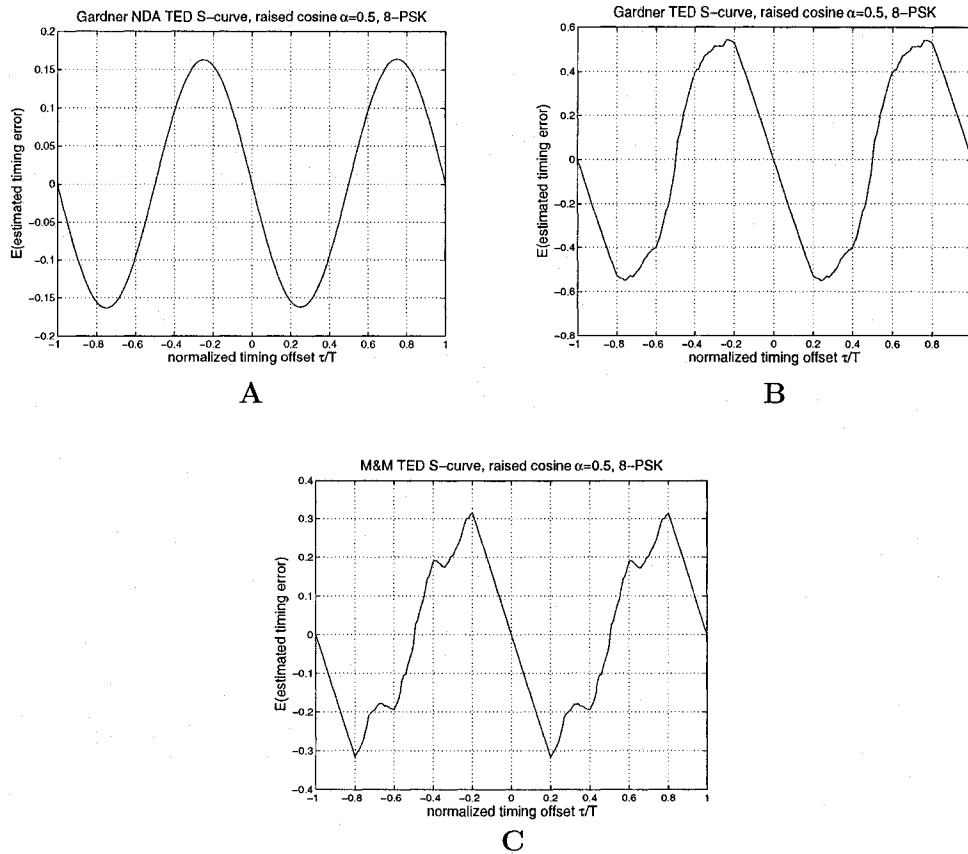 Gardner NDA TED S-curve, raised cosine α=0.5, 8-PSK
0.2
0.15
0.1
0.05
0
-0.05
-0.1
-0.15
-0.2
E(estimated timing error)
-1 -0.8 -0.6 -0.4 -0.2 0 0.2 0.4 0.6 0.8 1
normalized timing offset τ/T
A
Gardner TED S-curve, raised cosine α=0.5, 8-PSK
0.6
0.4
0.2
0
-0.2
-0.4
-0.6
-0.8
E(estimated timing error)
-1 -0.8 -0.6 -0.4 -0.2 0 0.2 0.4 0.6 0.8
normalized timing offset τ/T
B
M&M TED S-curve, raised cosine α=0.5, 8-PSK
0.4
0.3
0.2
0.1
0
-0.1
-0.2
-0.3
-0.4
E(estimated timing error)
-1 -0.8 -0.6 -0.4 -0.2 0 0.2 0.4 0.6 0.8 1
normalized timing offset τ/T
C